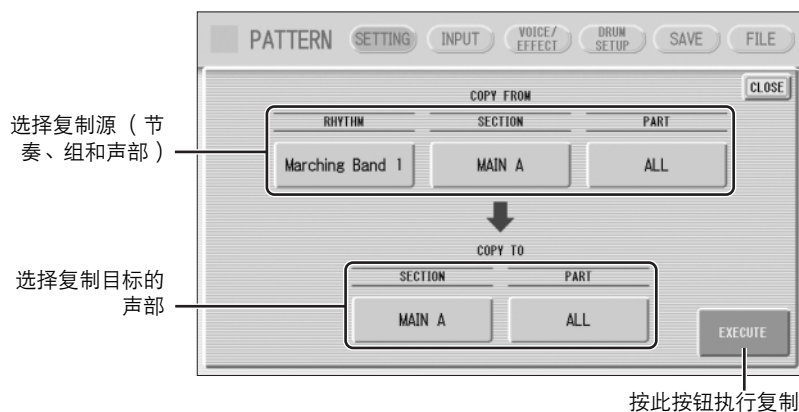 PATTERN SETTING INPUT VOICE/EFFECT DRUM SETUP SAVE FILE
CLOSE
COPY FROM
选择复制源（节奏、组和声部）
RHYTHM SECTION PART
Marching Band 1 MAIN A ALL
COPY TO
选择复制目标的声部
SECTION PART
MAIN A ALL
EXECUTE
按此按钮执行复制